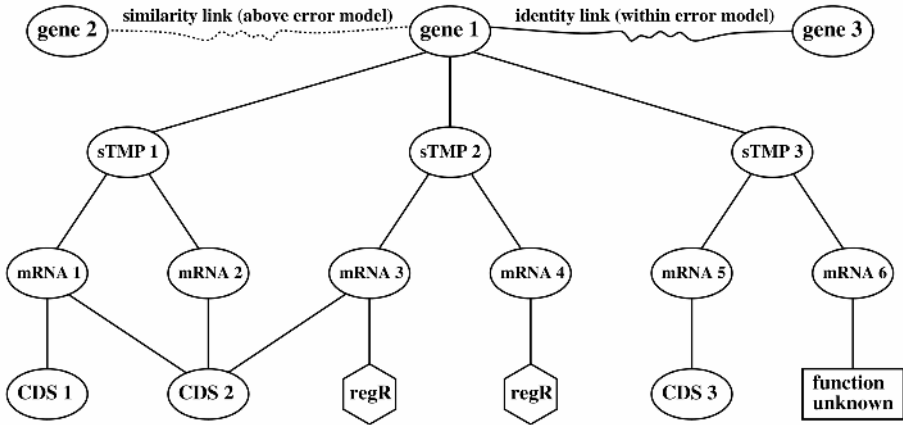 similarity link (above error model)
identity link (within error model)
gene 2
gene 1
gene 3
sTMP 1
sTMP 2
sTMP 3
mRNA 1
mRNA 2
mRNA 3
mRNA 4
mRNA 5
mRNA 6
CDS 1
CDS 2
regR
regR
CDS 3
function
unknown